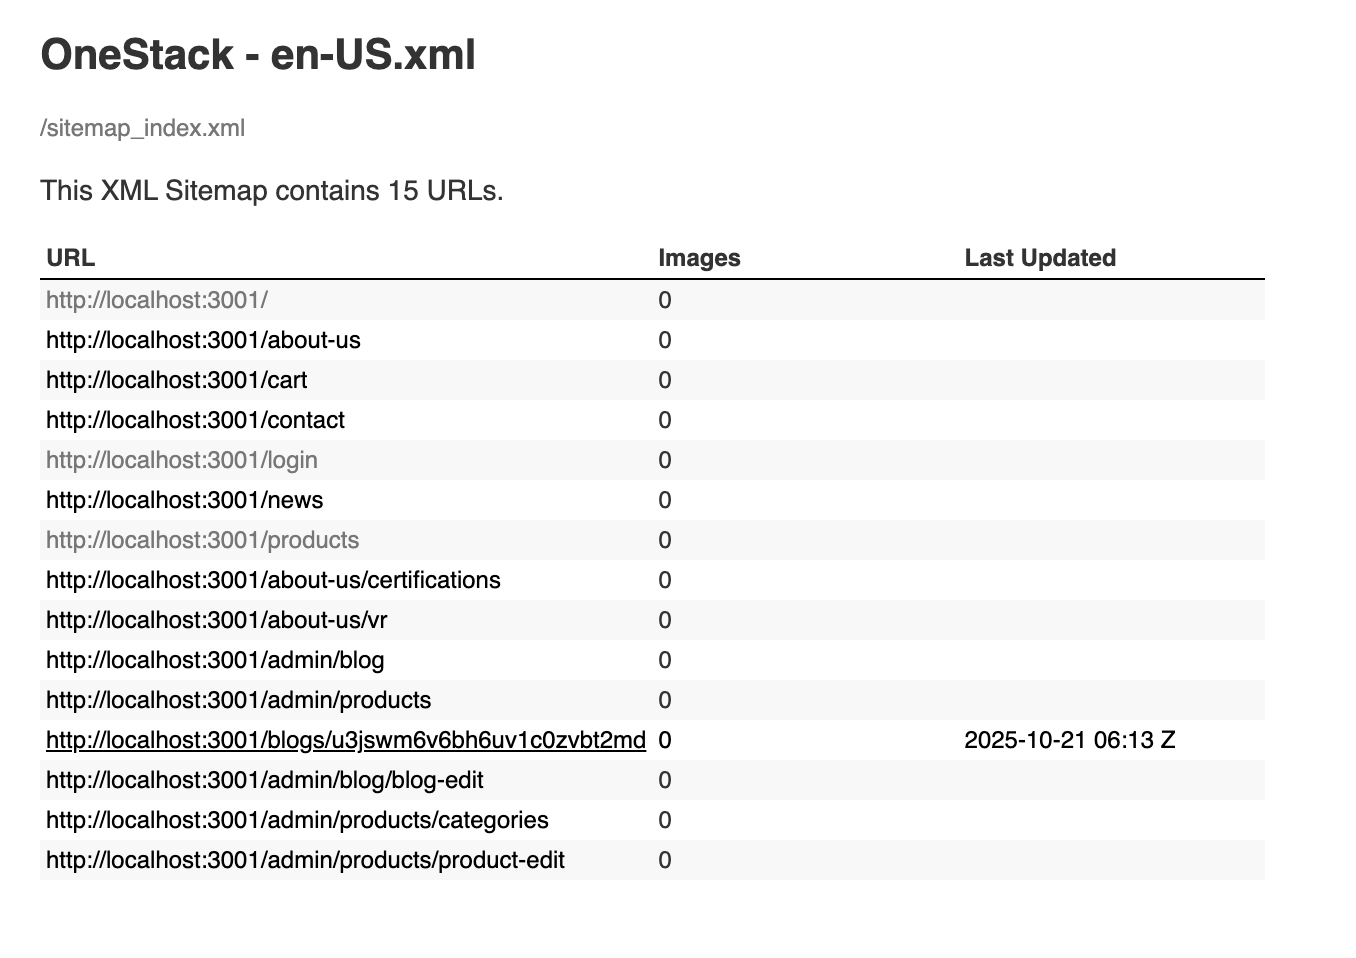 OneStack - en-US.xml
/sitemap_index.xml
This XML Sitemap contains 15 URLs.
URL Images Last Updated
http://localhost:3001/ 0
http://localhost:3001/about-us 0
http://localhost:3001/cart 0
http://localhost:3001/contact 0
http://localhost:3001/login 0
http://localhost:3001/news 0
http://localhost:3001/products 0
http://localhost:3001/about-us/certifications 0
http://localhost:3001/about-us/vr 0
http://localhost:3001/admin/blog 0
http://localhost:3001/admin/products 0
http://localhost:3001/blogs/u3jswm6v6bh6uv1c0zvbt2md 0 2025-10-21 06:13 Z
http://localhost:3001/admin/blog/blog-edit 0
http://localhost:3001/admin/products/categories 0
http://localhost:3001/admin/products/product-edit 0